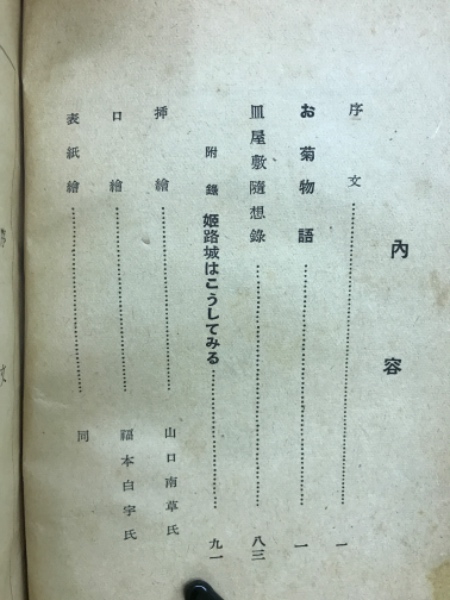 內容
序文……一
お菊物語……一
皿屋敷隨想錄……八三
附錄 姫路城はこうしてみる……九一
挿繪……山口南草氏
口繪……福本白宇氏
表紙繪……同